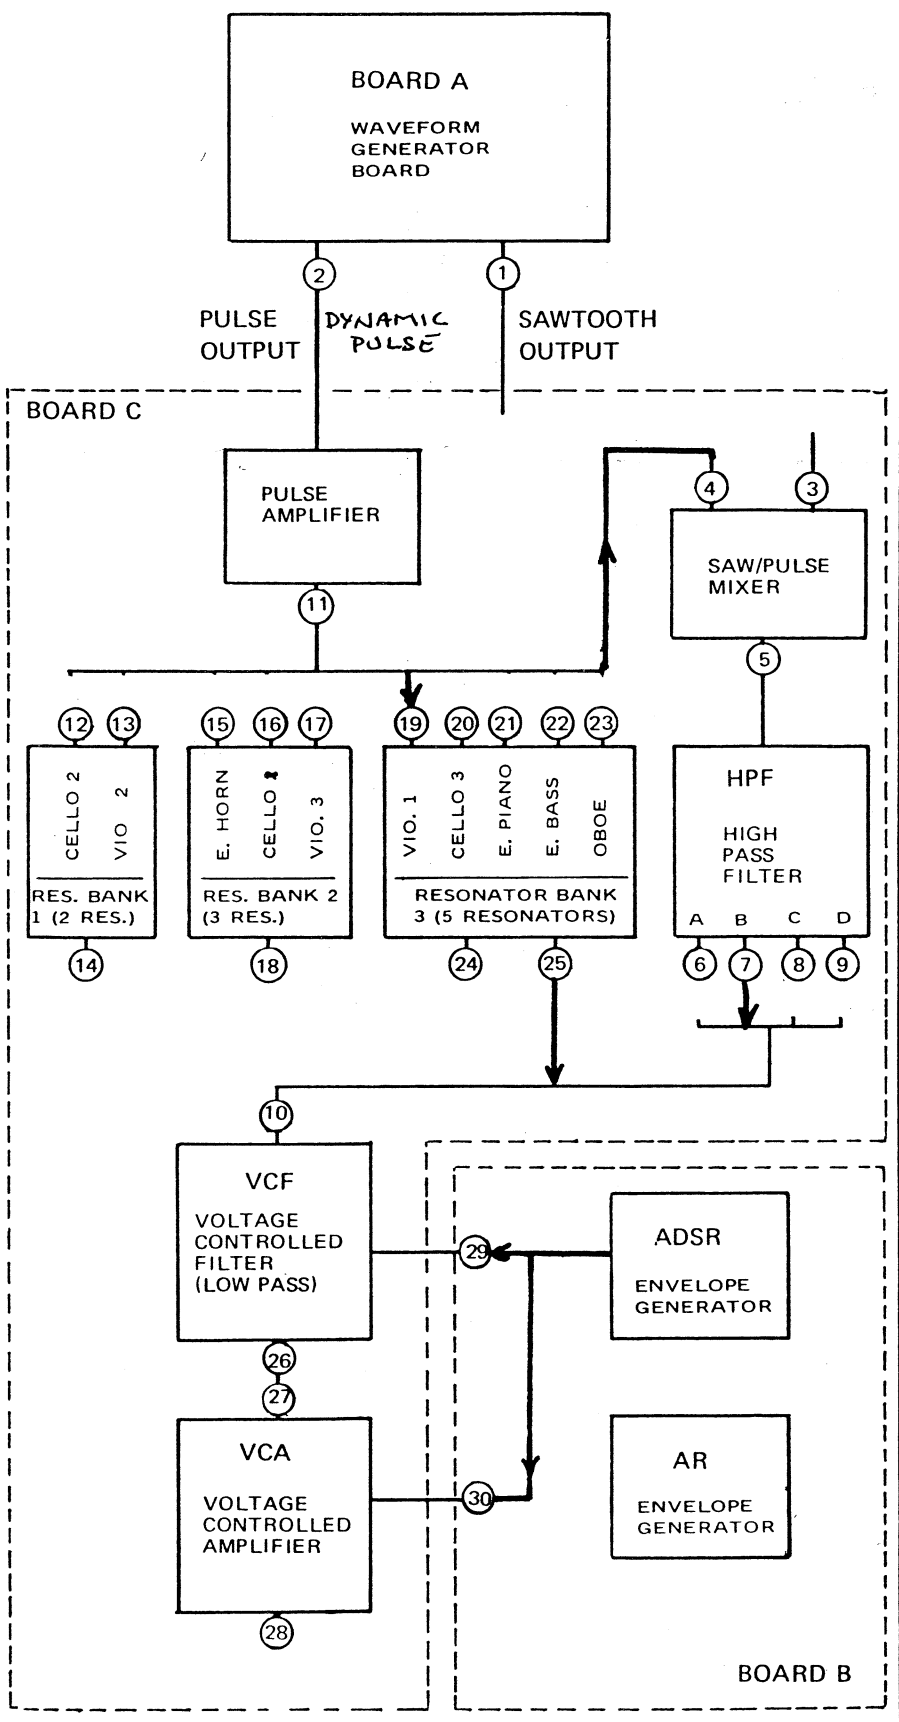 BOARD A
WAVEFORM
GENERATOR
BOARD
2
1
PULSE
OUTPUT
DYNAMIC
PULSE
SAWTOOTH
OUTPUT
BOARD C
PULSE
AMPLIFIER
11
4
3
SAW/PULSE
MIXER
5
12
13
15
16
17
19
20
21
22
23
CELLO 2
VIO 2
RES. BANK
1 (2 RES.)
14
E. HORN
CELLO
VIO. 3
RES. BANK 2
(3 RES.)
18
VIO. 1
CELLO 3
E. PIANO
E. BASS
OBOE
RESONATOR BANK
3 (5 RESONATORS)
24
25
HPF
HIGH
PASS
FILTER
A B C D
6
7
8
9
10
VCF
VOLTAGE
CONTROLLED
FILTER
(LOW PASS)
29
ADSR
ENVELOPE
GENERATOR
26
27
VCA
VOLTAGE
CONTROLLED
AMPLIFIER
30
AR
ENVELOPE
GENERATOR
28
BOARD B